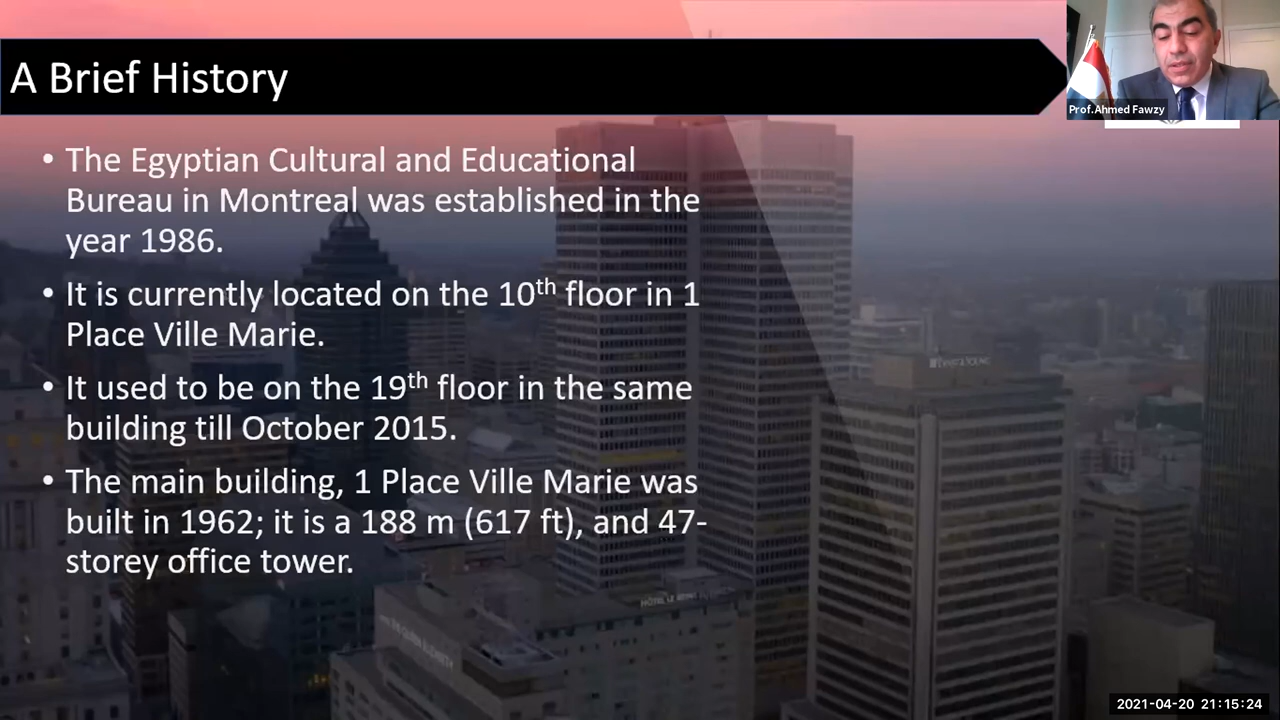 A Brief History
Prof.Ahmed Fawzy
• The Egyptian Cultural and Educational
Bureau in Montreal was established in the
year 1986.
• It is currently located on the 10th floor in 1
Place Ville Marie.
• It used to be on the 19th floor in the same
building till October 2015.
• The main building, 1 Place Ville Marie was
built in 1962; it is a 188 m (617 ft), and 47-
storey office tower.
2021-04-20 21:15:24